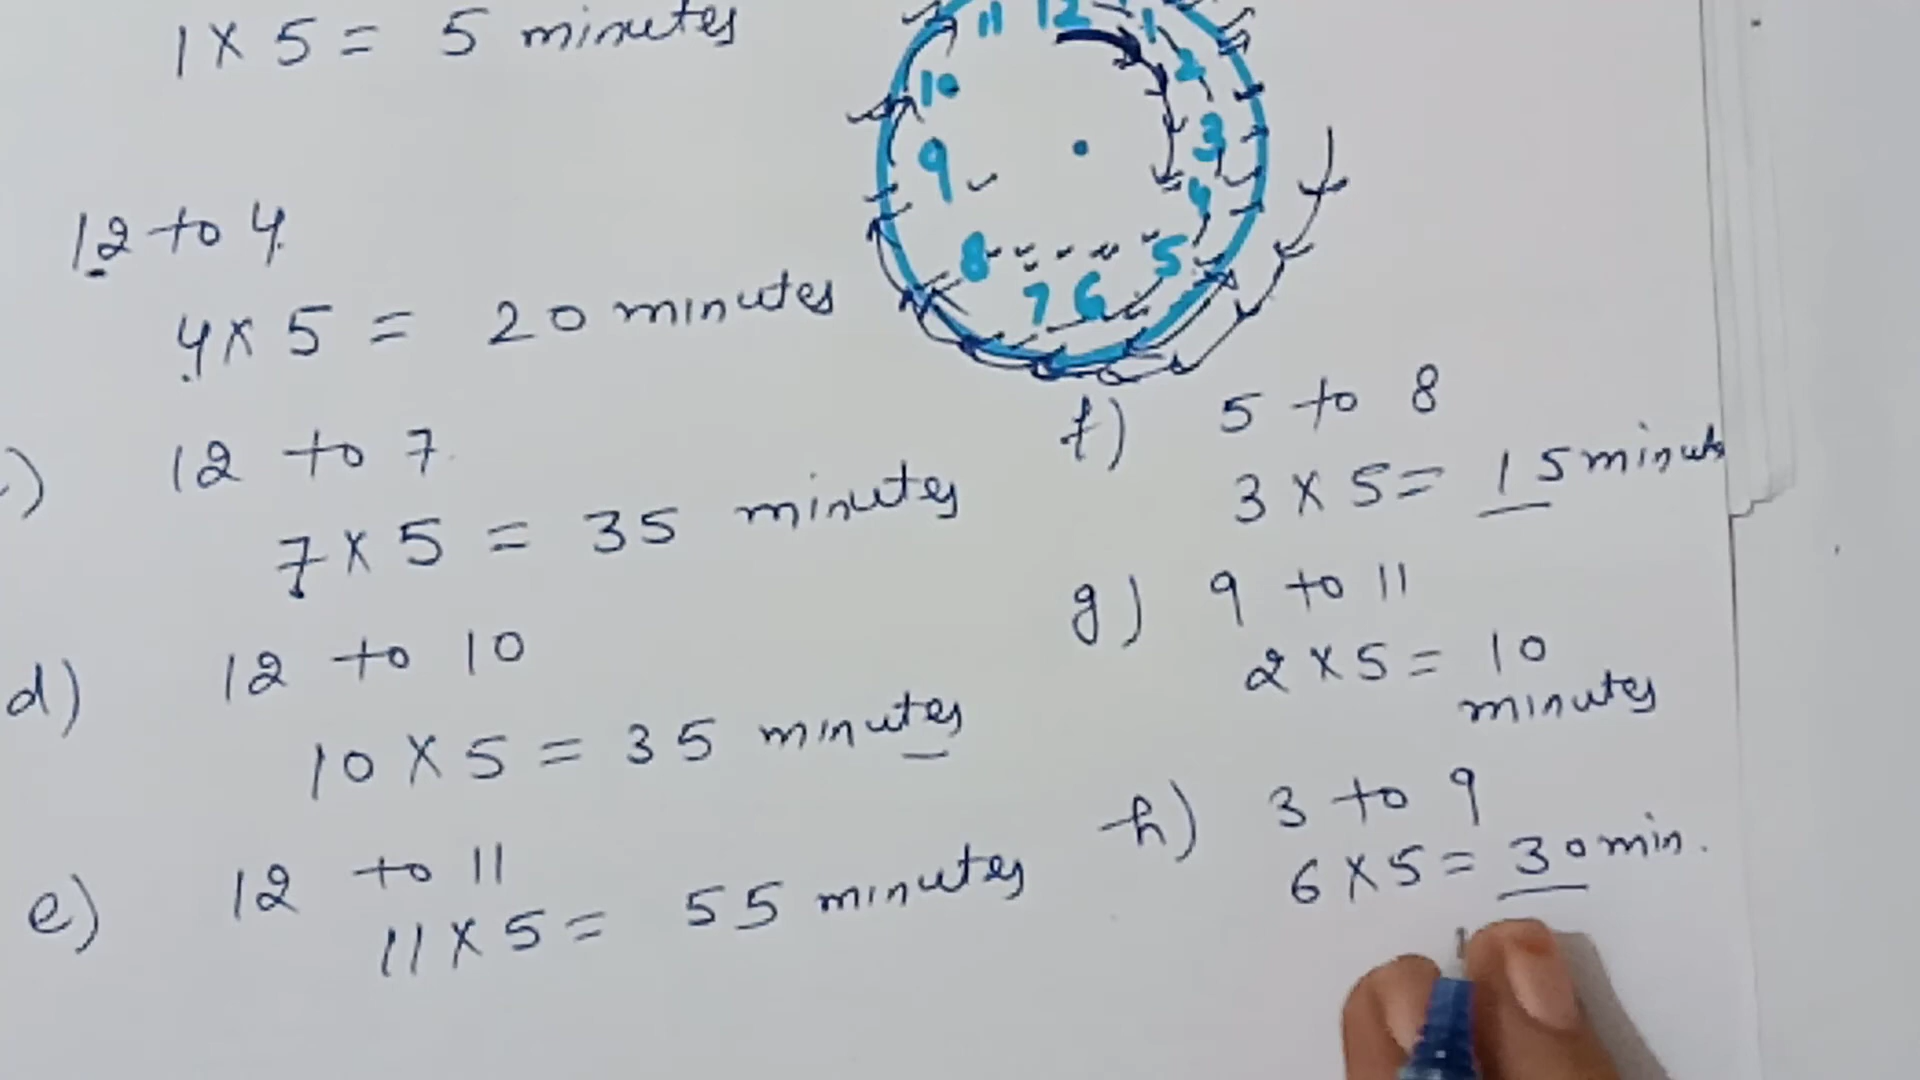 1 X 5 = 5 minutes
12 to 4
4 X 5 = 20 minutes
12 to 7
7 X 5 = 35 minutes
d) 12 to 10
10 X 5 = 35 minutes
e) 12 to 11
11 X 5 = 55 minutes
11 12 1
10 2
9 3
8 4
7 6 5
f) 5 to 8
3 X 5 = 15 minuts
g) 9 to 11
2 X 5 = 10
minutes
h) 3 to 9
6 X 5 = 30 min.